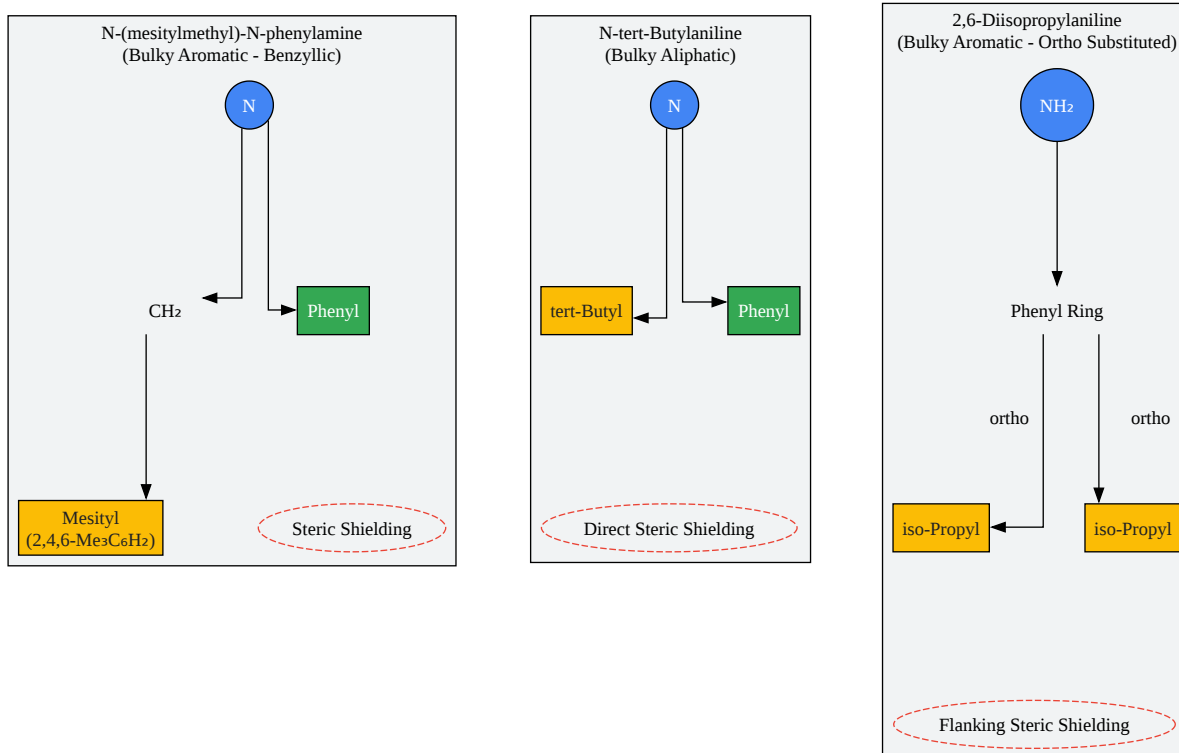 N-(mesitylmethyl)-N-phenylamine
(Bulky Aromatic - Benzyllic)
N
CH₂
Phenyl
Mesityl
(2,4,6-Me₃C₆H₂)
Steric Shielding
N-tert-Butylaniline
(Bulky Aliphatic)
N
tert-Butyl
Phenyl
Direct Steric Shielding
2,6-Diisopropylaniline
(Bulky Aromatic - Ortho Substituted)
NH₂
Phenyl Ring
ortho
ortho
iso-Propyl
iso-Propyl
Flanking Steric Shielding